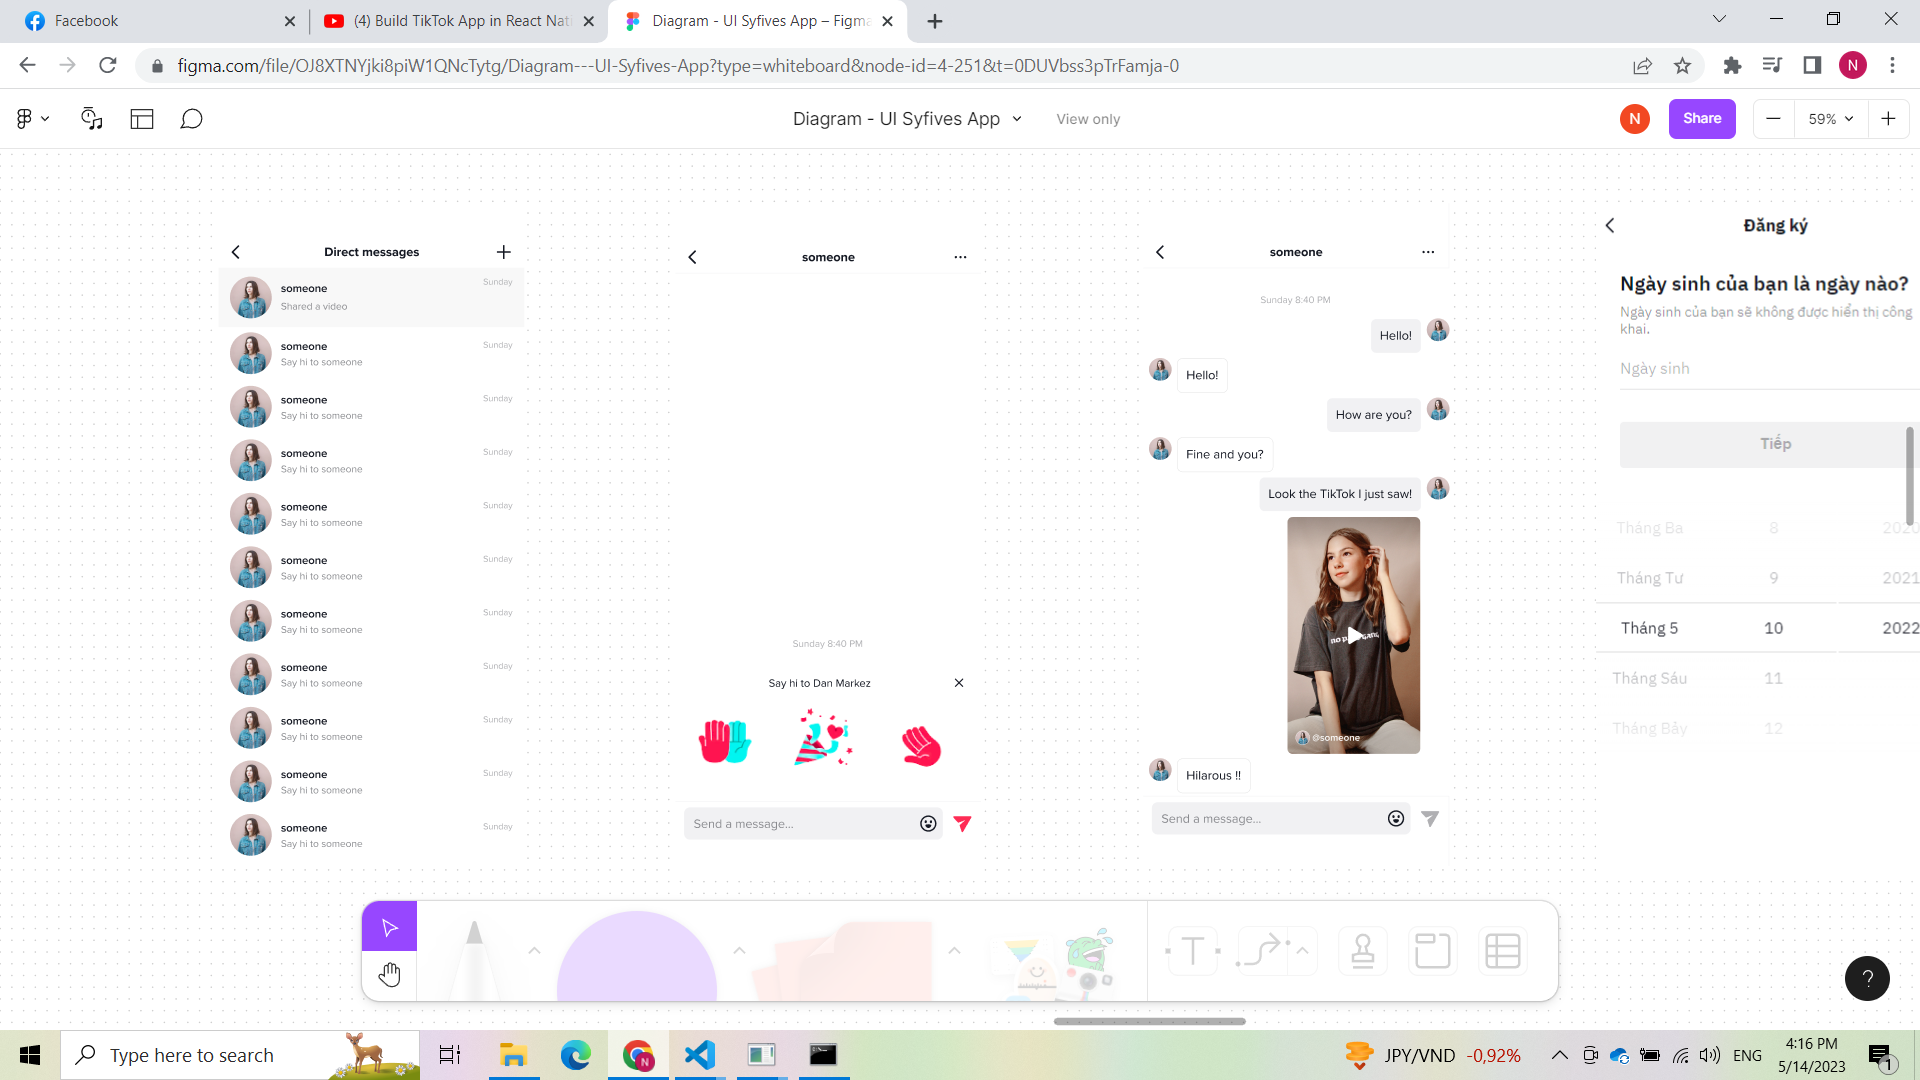 Facebook
(4) Build TikTok App in React Nati
Diagram - UI Syfives App – Figma
figma.com/file/OJ8XTNYjki8piW1QNcTytg/Diagram---UI-Syfives-App?type=whiteboard&node-id=4-251&t=0DUVbss3pTrFamja-0
N
Diagram - UI Syfives App
View only
N
Share
59%
Direct messages
someone
Sunday
Shared a video
someone
Sunday
Say hi to someone
someone
Sunday
Say hi to someone
someone
Sunday
Say hi to someone
someone
Sunday
Say hi to someone
someone
Sunday
Say hi to someone
someone
Sunday
Say hi to someone
someone
Sunday
Say hi to someone
someone
Sunday
Say hi to someone
someone
Sunday
Say hi to someone
someone
Sunday
Say hi to someone
someone
Sunday 8:40 PM
Say hi to Dan Markez
Send a message...
someone
Sunday 8:40 PM
Hello!
Hello!
How are you?
Fine and you?
Look the TikTok I just saw!
@someone
Hilarous !!
Send a message...
Đăng ký
Ngày sinh của bạn là ngày nào?
Ngày sinh của bạn sẽ không được hiển thị công
khai.
Ngày sinh
Tiếp
Tháng Ba 8 2020
Tháng Tư 9 2021
Tháng 5 10 2022
Tháng Sáu 11
Tháng Bảy 12
T
?
Type here to search
N
JPY/VND -0,92%
ENG
4:16 PM
5/14/2023
1